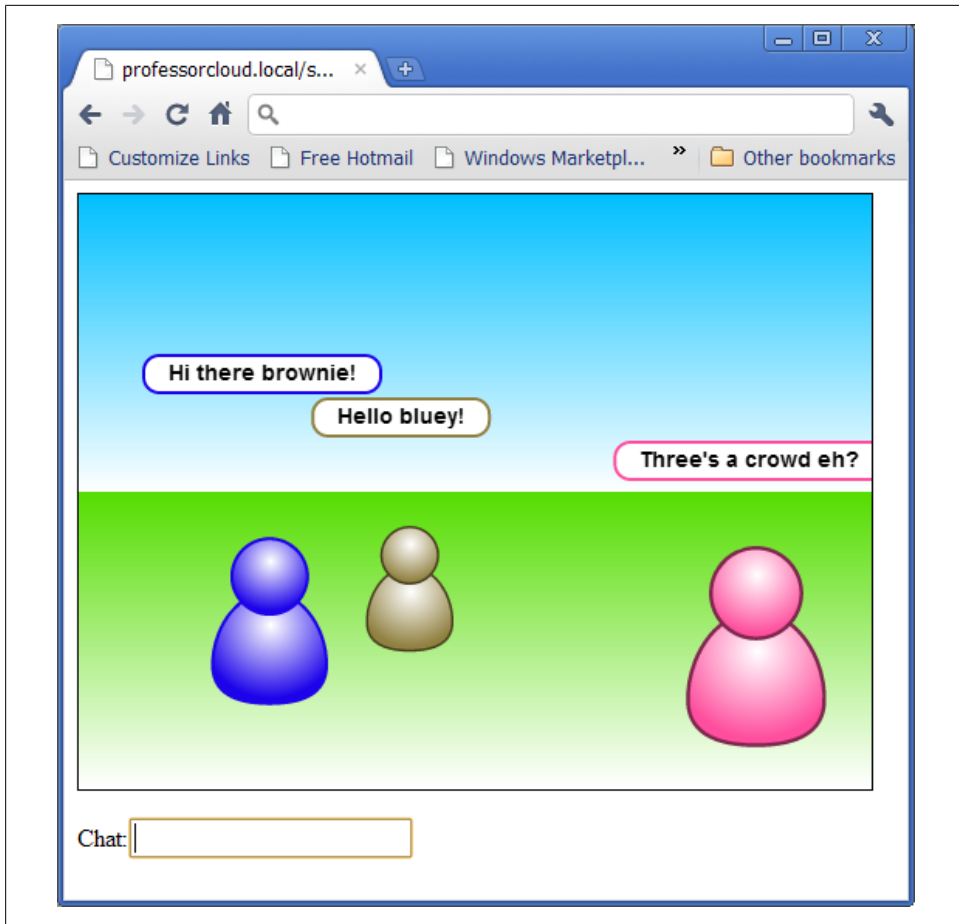 professorcloud.local/s...
Customize Links Free Hotmail Windows Marketpl... » Other bookmarks
Hi there brownie!
Hello bluey!
Three's a crowd eh?
Chat: